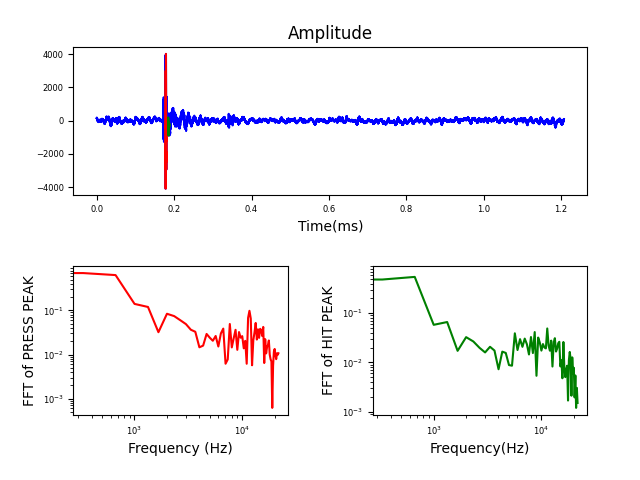 Amplitude
4000
2000
0
−2000
−4000
0.0 0.2 0.4 0.6 0.8 1.0 1.2
Time(ms)
FFT of PRESS PEAK
10⁻¹
10⁻²
10⁻³
10³ 10⁴
Frequency (Hz)
FFT of HIT PEAK
10⁻¹
10⁻²
10⁻³
10³ 10⁴
Frequency(Hz)